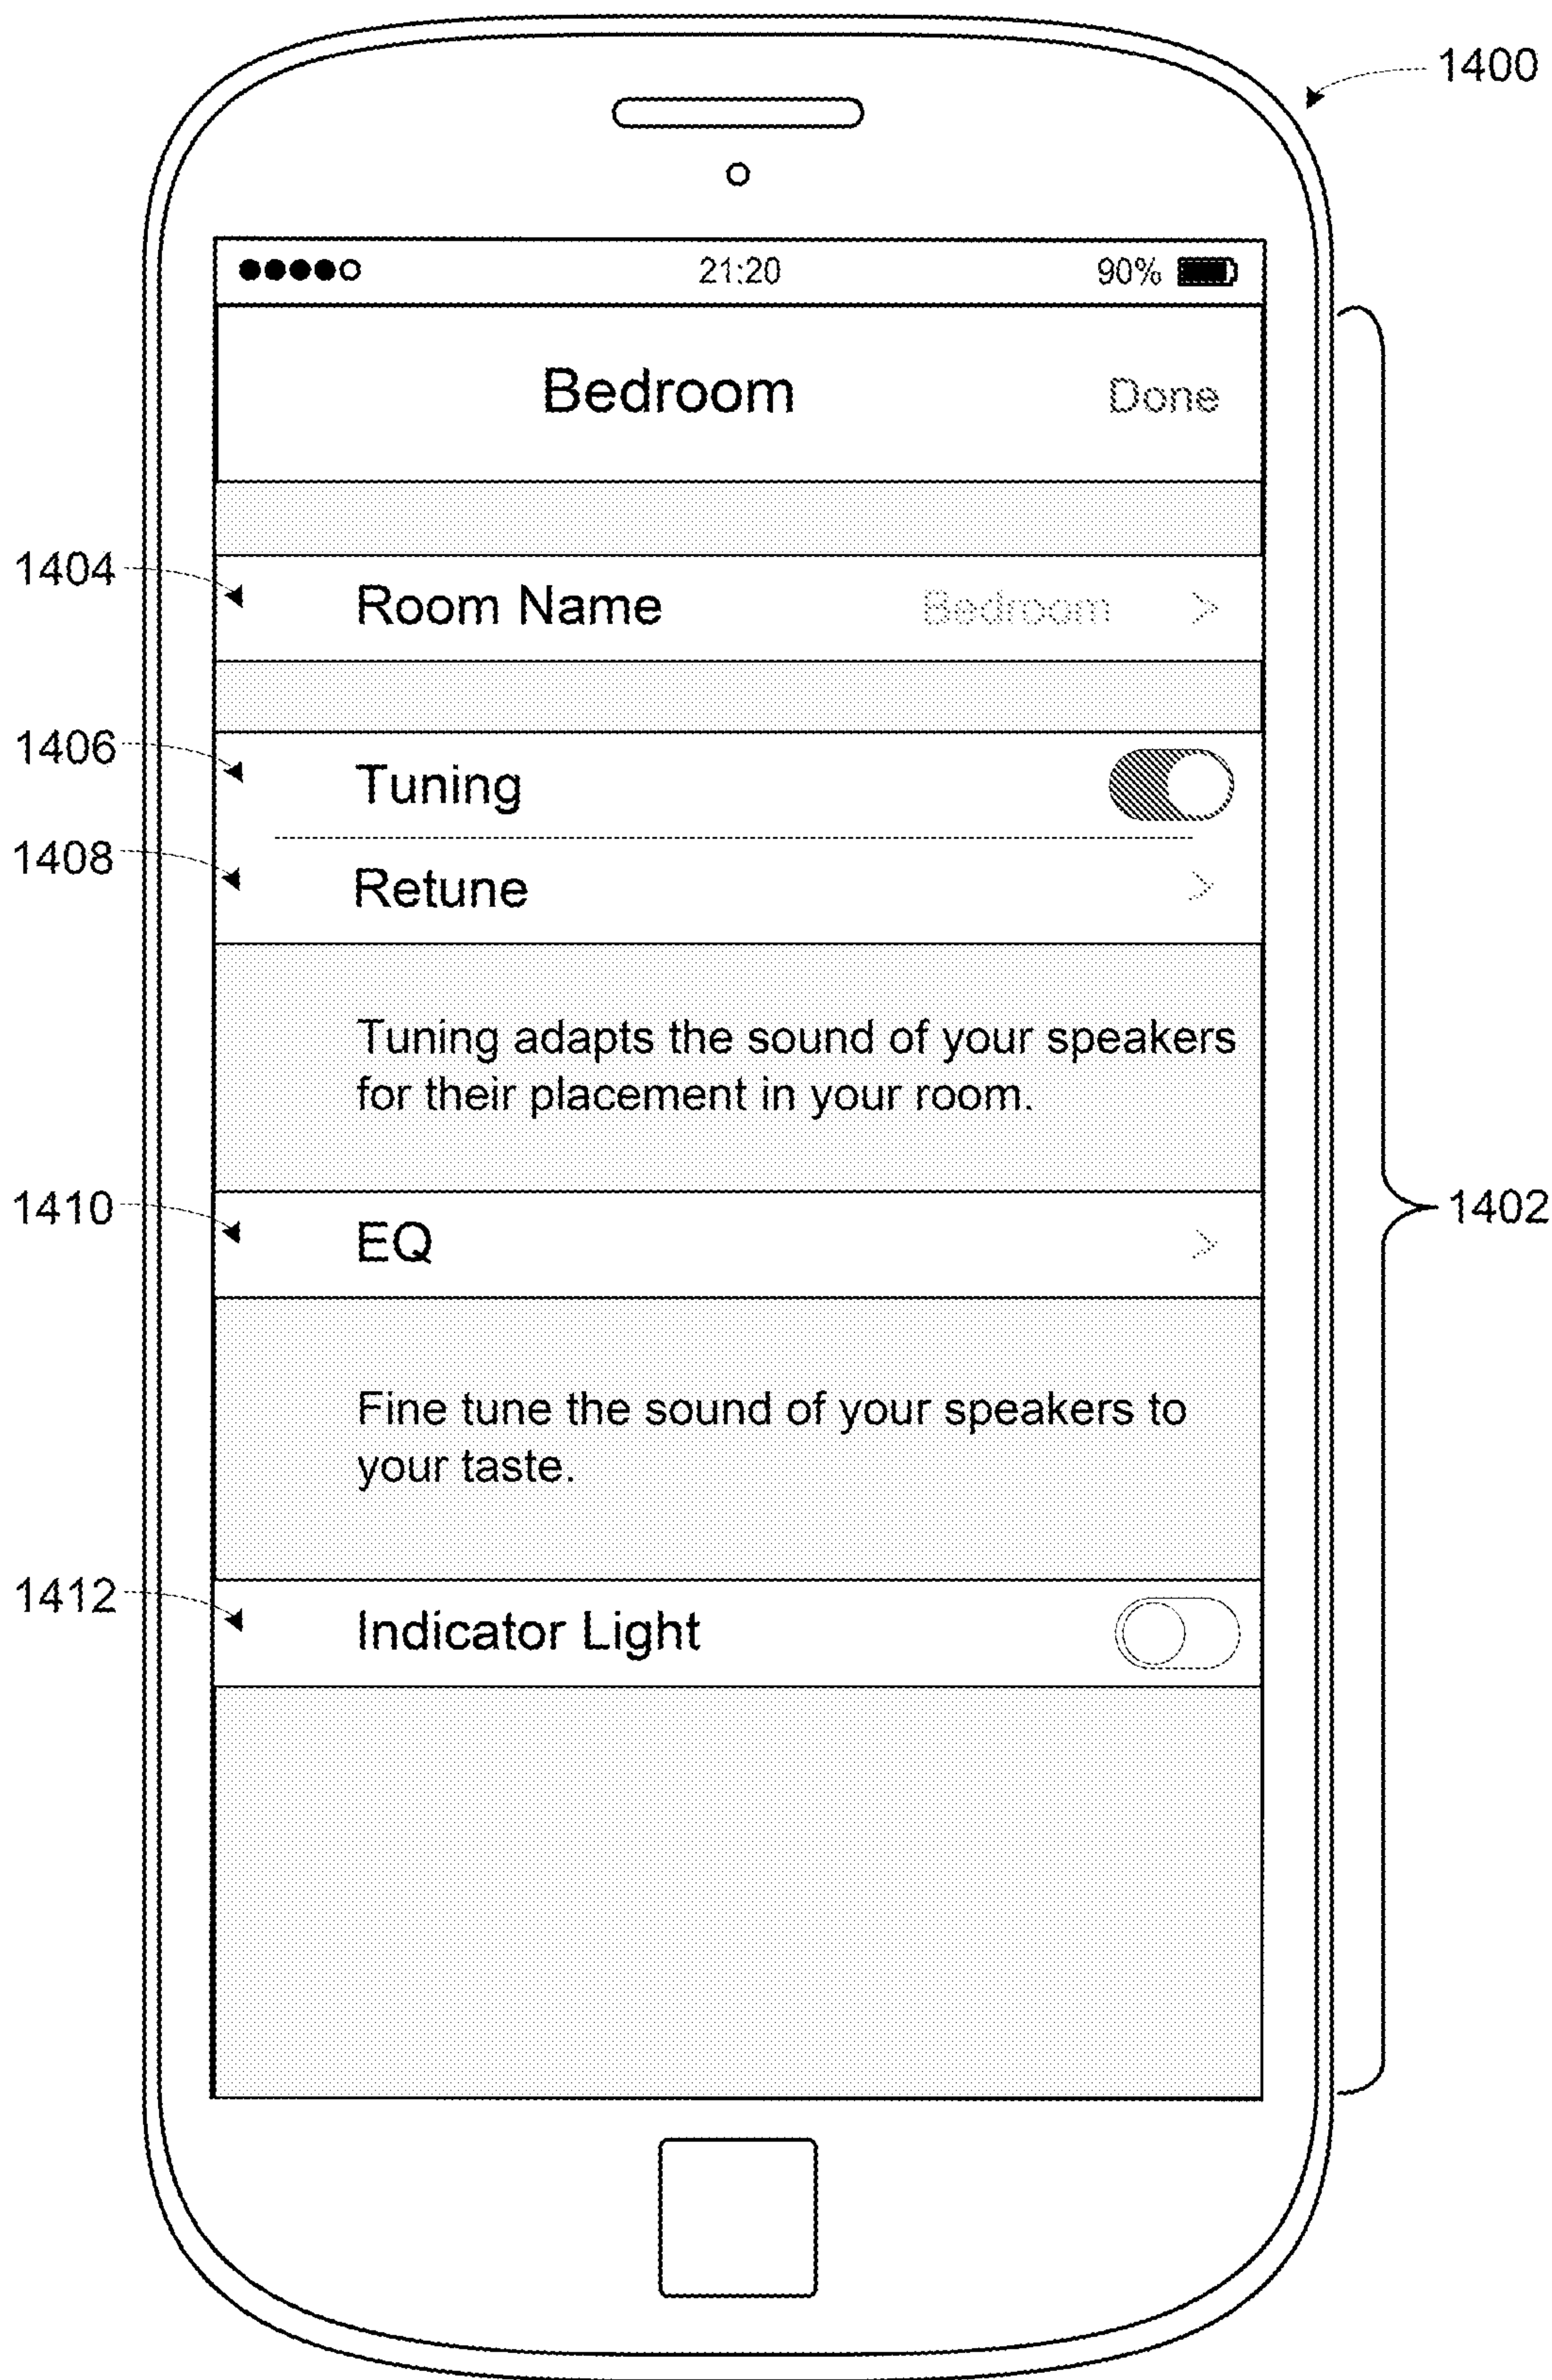 1400
21:20 90%
Bedroom Done
1404 Room Name Bedroom >
1406 Tuning
1408 Retune >
Tuning adapts the sound of your speakers
for their placement in your room.
1410 EQ >
1402
Fine tune the sound of your speakers to
your taste.
1412 Indicator Light